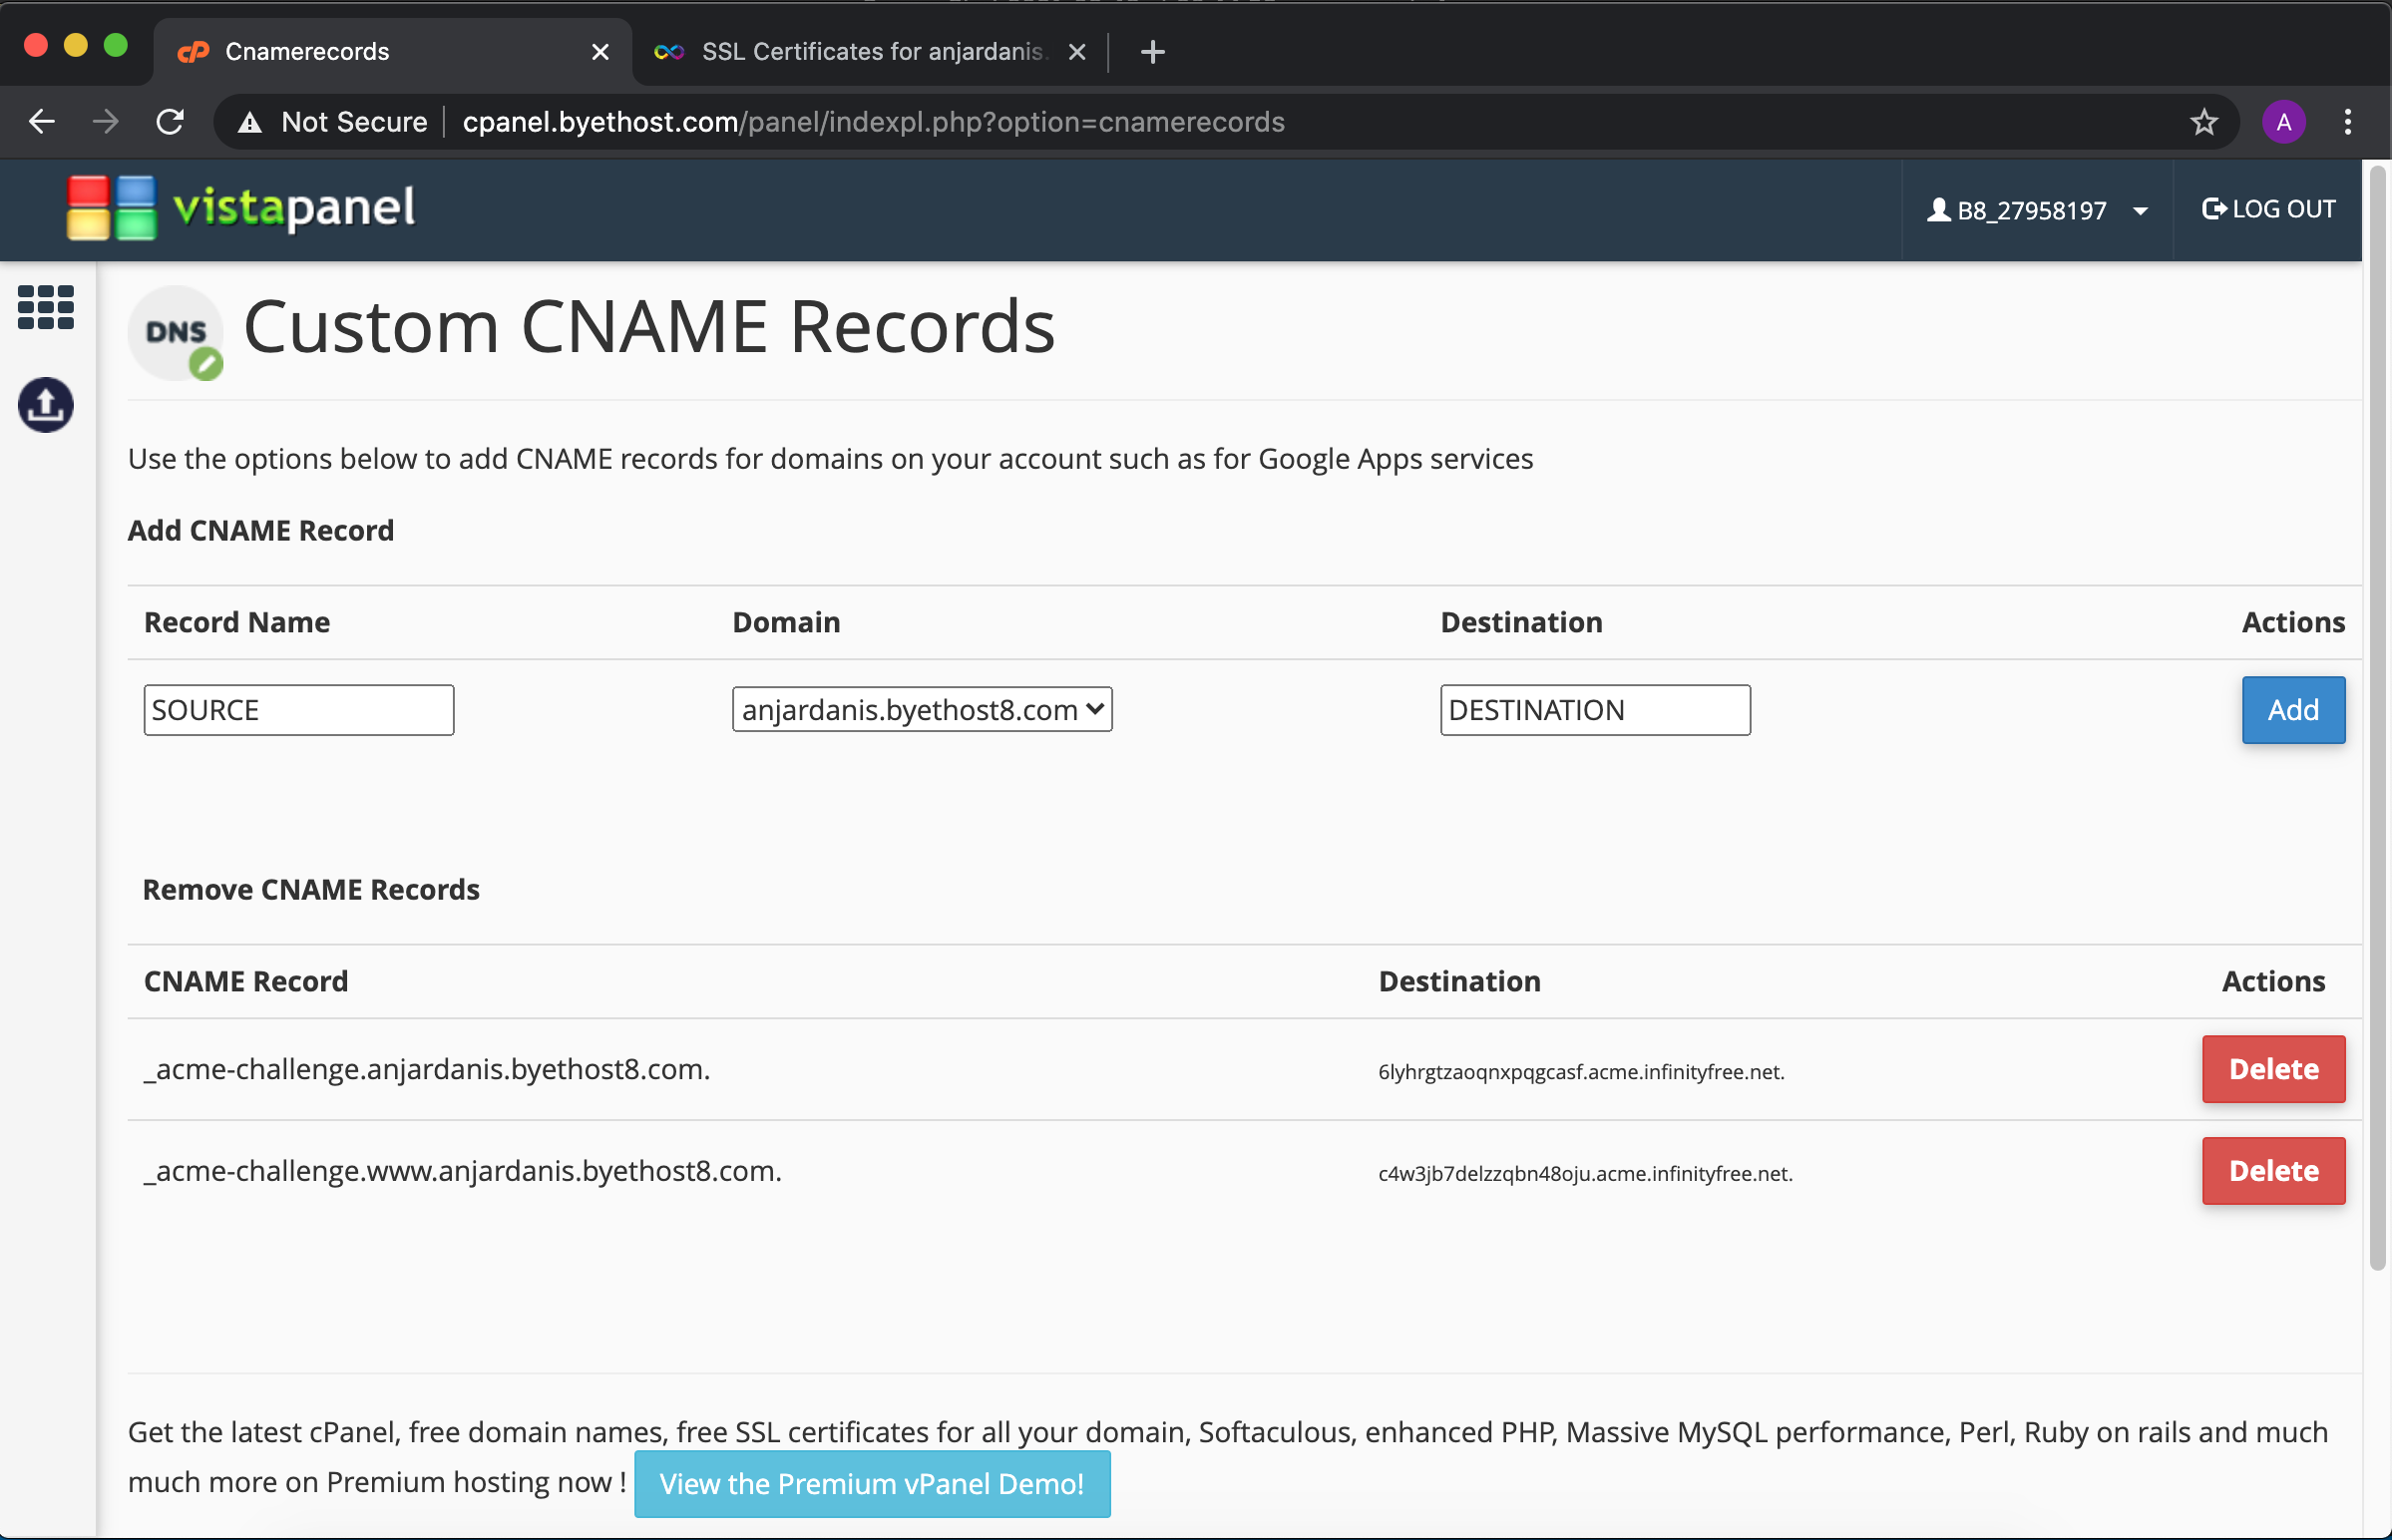 Cnamerecords
SSL Certificates for anjardanis.
Not Secure
cpanel.byethost.com/panel/indexpl.php?option=cnamerecords
A
vistapanel
B8_27958197
LOG OUT
DNS
Custom CNAME Records
Use the options below to add CNAME records for domains on your account such as for Google Apps services
Add CNAME Record
Record Name Domain Destination Actions
SOURCE anjardanis.byethost8.com DESTINATION Add
Remove CNAME Records
CNAME Record Destination Actions
_acme-challenge.anjardanis.byethost8.com. 6lyhrgtzaoqnxpqgcasf.acme.infinityfree.net. Delete
_acme-challenge.www.anjardanis.byethost8.com. c4w3jb7delzzqbn48oju.acme.infinityfree.net. Delete
Get the latest cPanel, free domain names, free SSL certificates for all your domain, Softaculous, enhanced PHP, Massive MySQL performance, Perl, Ruby on rails and much
much more on Premium hosting now ! View the Premium vPanel Demo!